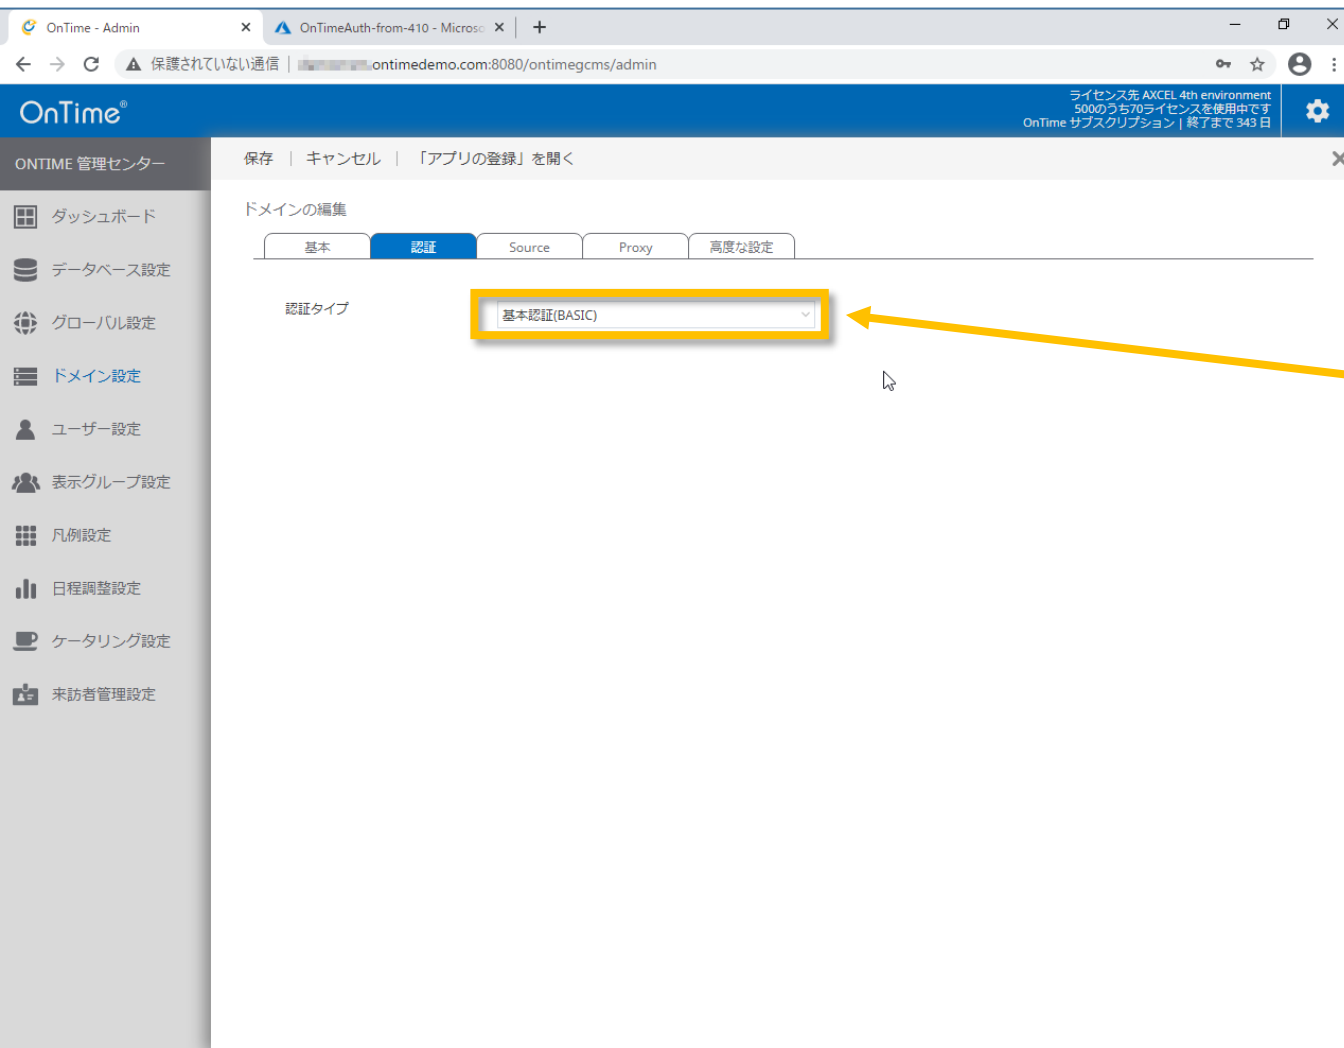 OnTime - Admin
OnTimeAuth-from-410 - Microso
保護されていない通信 | ontimedemo.com:8080/ontimegcms/admin
OnTime®
ライセンス先 AXCEL 4th environment
500のうち70ライセンスを使用中です
OnTime サブスクリプション | 終了まで 343 日
ONTIME 管理センター
保存 | キャンセル | 「アプリの登録」を開く
ダッシュボード
データベース設定
グローバル設定
ドメイン設定
ユーザー設定
表示グループ設定
凡例設定
日程調整設定
ケータリング設定
来訪者管理設定
ドメインの編集
基本 認証 Source Proxy 高度な設定
認証タイプ 基本認証(BASIC)